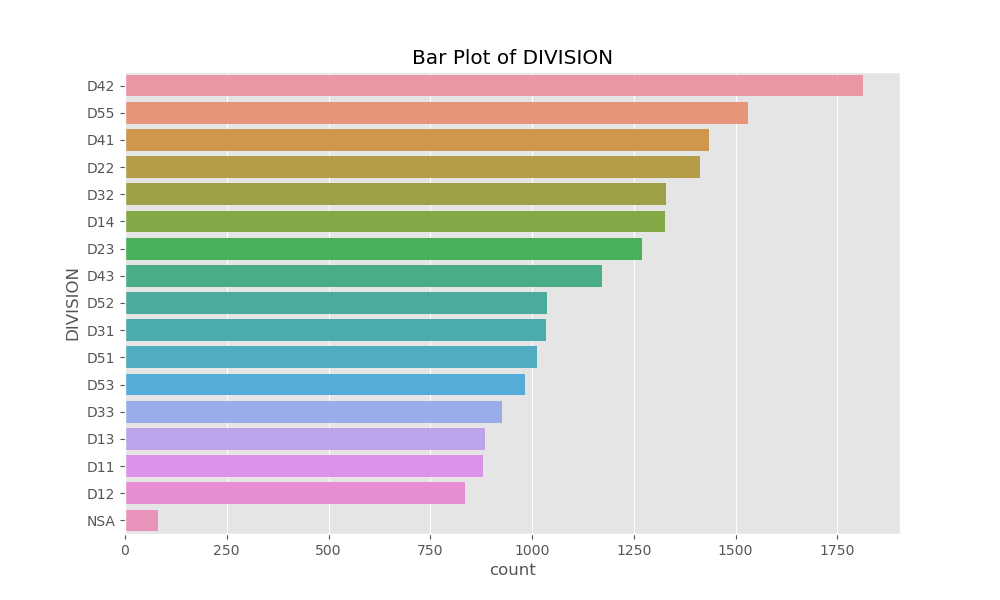 Bar Plot of DIVISION
DIVISION
D42
D55
D41
D22
D32
D14
D23
D43
D52
D31
D51
D53
D33
D13
D11
D12
NSA
0 250 500 750 1000 1250 1500 1750
count